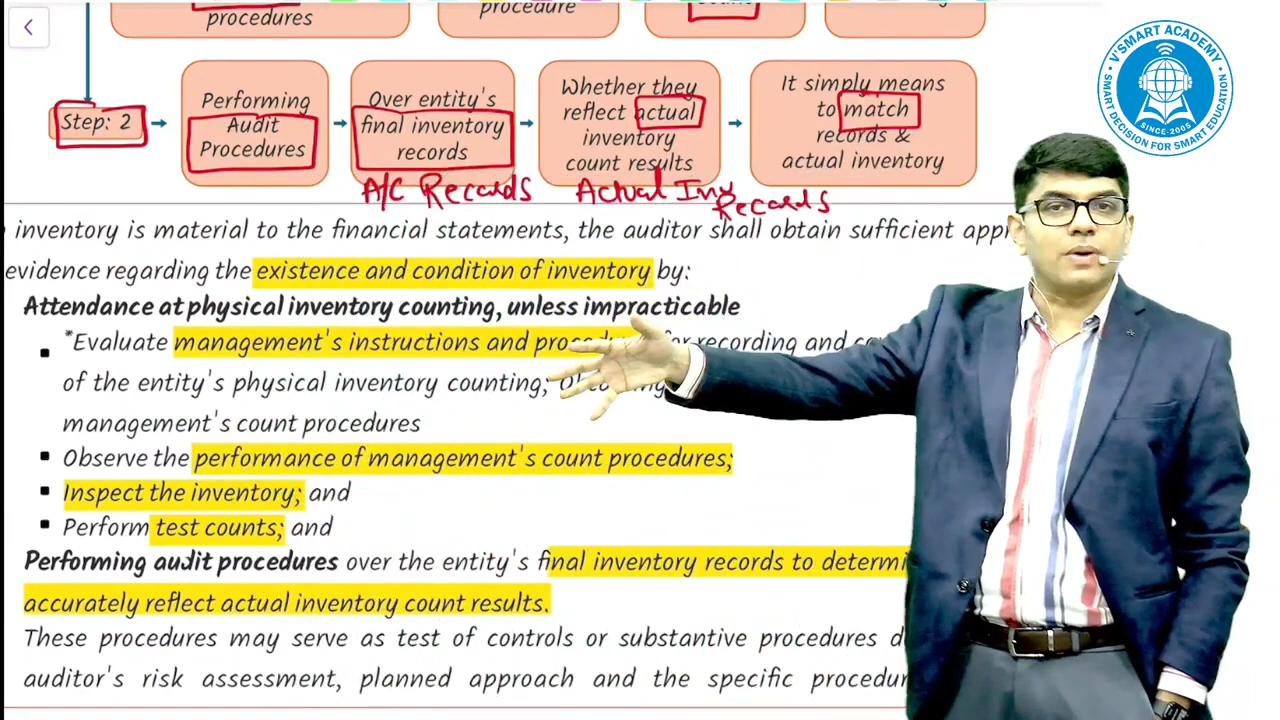 procedures
procedure
Step: 2
Performing
Audit
Procedures
Over entity's
final inventory
records
Whether they
reflect actual
inventory
count results
It simply means
to match
records &
actual inventory
A/C Records
Actual Inv
Records
V'SMART ACADEMY
SMART DECISION FOR SMART EDUCATION
SINCE-2005
inventory is material to the financial statements, the auditor shall obtain sufficient
evidence regarding the existence and condition of inventory by:
Attendance at physical inventory counting, unless impracticable
▪ *Evaluate management's instructions and for recording and
of the entity's physical inventory counting;
management's count procedures
▪ Observe the performance of management's count procedures;
▪ Inspect the inventory; and
▪ Perform test counts; and
Performing audit procedures over the entity's final inventory records to
accurately reflect actual inventory count results.
These procedures may serve as test of controls or substantive procedures
auditor's risk assessment, planned approach and the specific